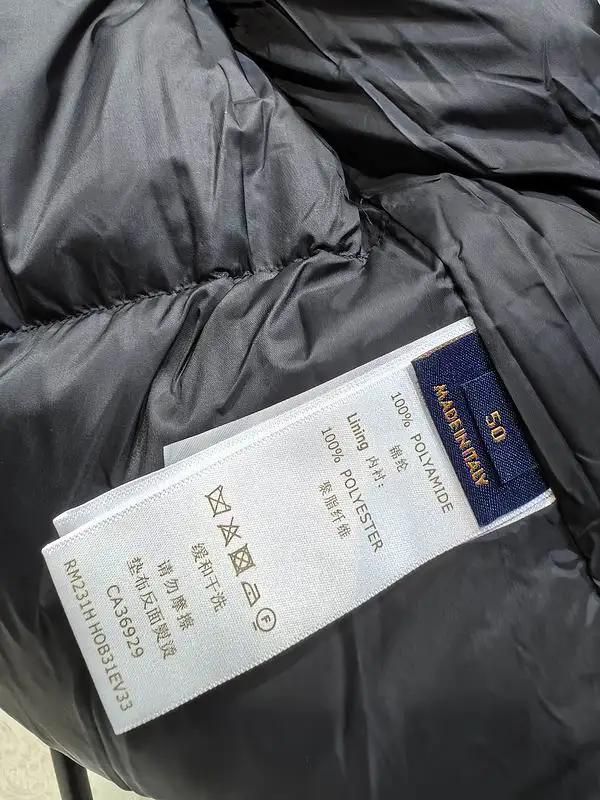 50
MADE IN ITALY
100% POLYAMIDE
锦纶
Lining 内衬:
100% POLYESTER
聚脂纤维
F
缓和干洗
请勿摩擦
垫布反面熨烫
CA36929
RM231H HOB31EV33